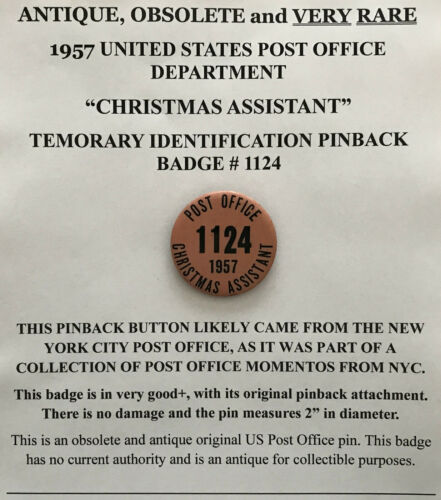 ANTIQUE, OBSOLETE and VERY RARE
1957 UNITED STATES POST OFFICE
DEPARTMENT
“CHRISTMAS ASSISTANT”
TEMORARY IDENTIFICATION PINBACK
BADGE # 1124
POST OFFICE
1124
1957
CHRISTMAS ASSISTANT
THIS PINBACK BUTTON LIKELY CAME FROM THE NEW
YORK CITY POST OFFICE, AS IT WAS PART OF A
COLLECTION OF POST OFFICE MOMENTOS FROM NYC.
This badge is in very good+, with its original pinback attachment.
There is no damage and the pin measures 2” in diameter.
This is an obsolete and antique original US Post Office pin. This badge
has no current authority and is an antique for collectible purposes.